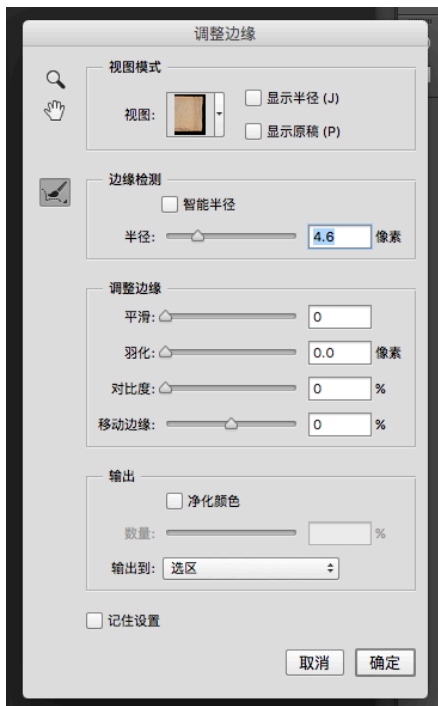 调整边缘
视图模式
视图:
显示半径 (J)
显示原稿 (P)
边缘检测
智能半径
半径: 4.6 像素
调整边缘
平滑: 0
羽化: 0.0 像素
对比度: 0 %
移动边缘: 0 %
输出
净化颜色
数量: %
输出到: 选区
记住设置
取消 确定